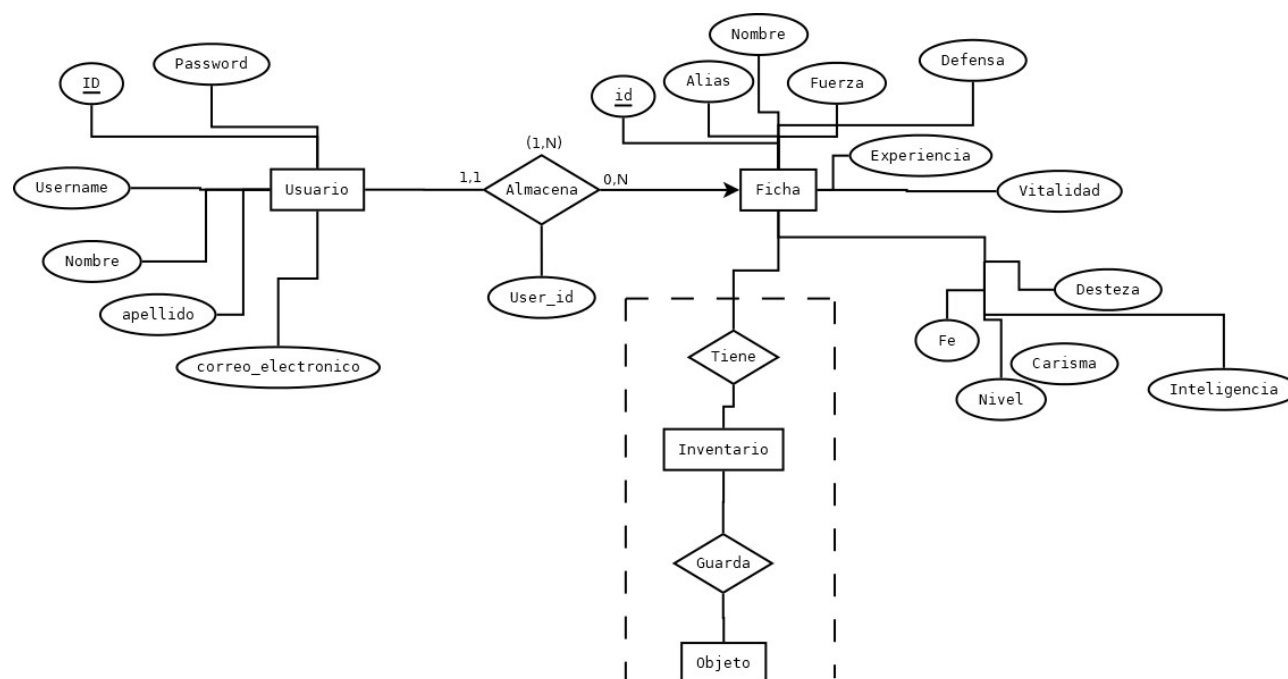 Nombre
Password
Defensa
ID
Alias
Fuerza
id
(1,N)
Experiencia
1,1
0,N
Username
Usuario
Almacena
Ficha
Vitalidad
Nombre
User_id
Desteza
apellido
Fe
Tiene
Carisma
correo_electronico
Inteligencia
Nivel
Inventario
Guarda
Objeto